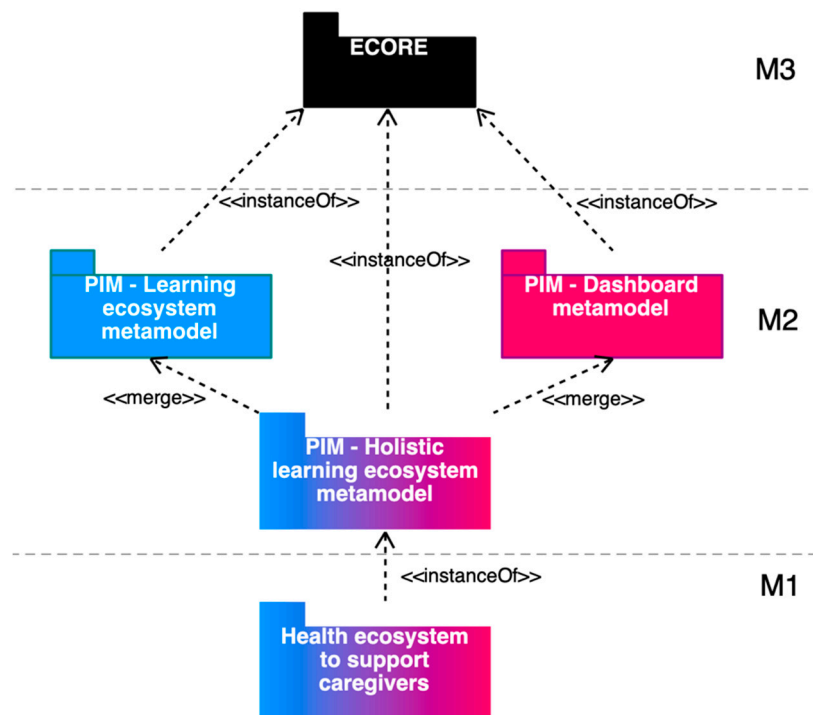 ECORE
M3
<<instanceOf>>
<<instanceOf>>
<<instanceOf>>
PIM - Learning
ecosystem
metamodel
PIM - Dashboard
metamodel
M2
<<merge>>
<<merge>>
PIM - Holistic
learning ecosystem
metamodel
<<instanceOf>>
M1
Health ecosystem
to support
caregivers